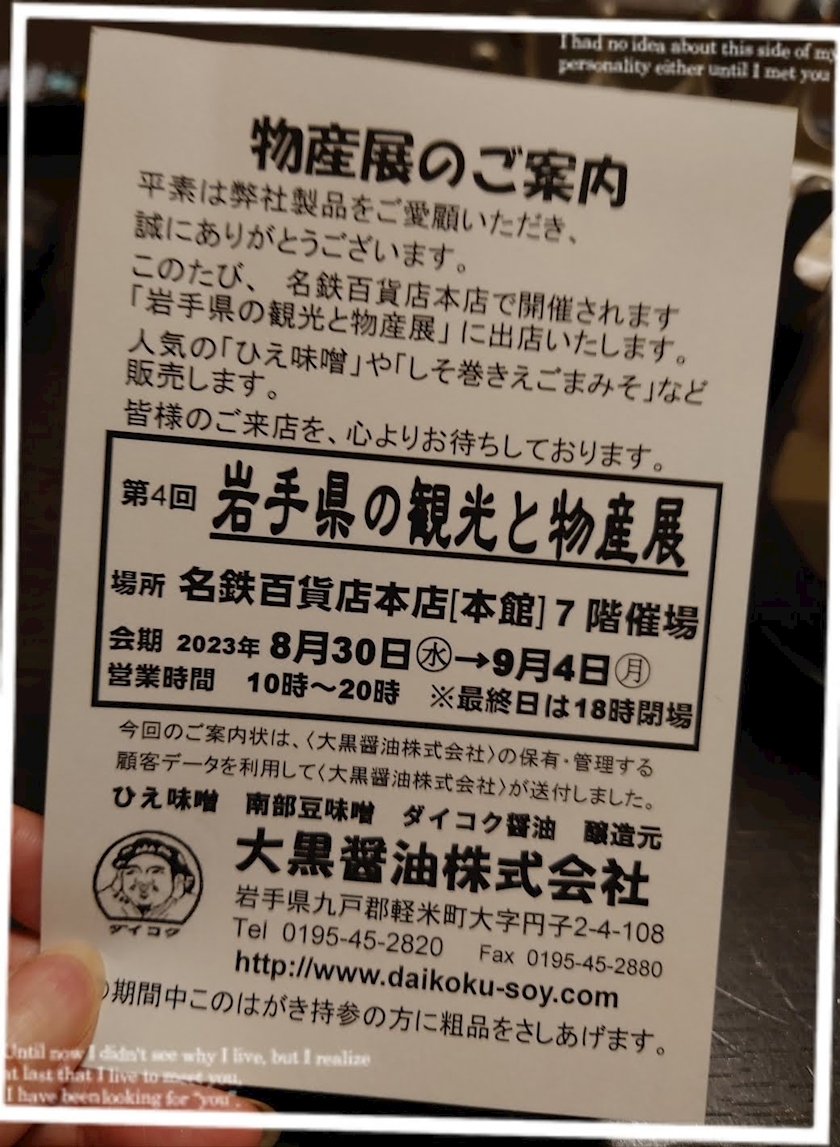 I had no idea about this side of my
personality either until I met you
物産展のご案内
平素は弊社製品をご愛顧いただき、
誠にありがとうございます。
このたび、 名鉄百貨店本店で開催されます
「岩手県の観光と物産展」に出店いたします。
人気の「ひえ味噌」や「しそ巻きえごまみそ」など
販売します。
皆様のご来店を、心よりお待ちしております。
第4回 岩手県の観光と物産展
場所 名鉄百貨店本店[本館]7階催場
会期 2023年 8月30日㊌→9月4日㊊
営業時間 10時～20時 ※最終日は18時閉場
今回のご案内状は、〈大黒醤油株式会社〉の保有・管理する
顧客データを利用して〈大黒醤油株式会社〉が送付しました。
ひえ味噌 南部豆味噌 ダイコク醤油 醸造元
大黒醤油株式会社
ダイコク
岩手県九戸郡軽米町大字円子2-4-108
Tel 0195-45-2820 Fax 0195-45-2880
http://www.daikoku-soy.com
期間中このはがき持参の方に粗品をさしあげます。
Until now I didn't see why I live, but I realize
at last that I live to meet you.
I have been looking for "you".